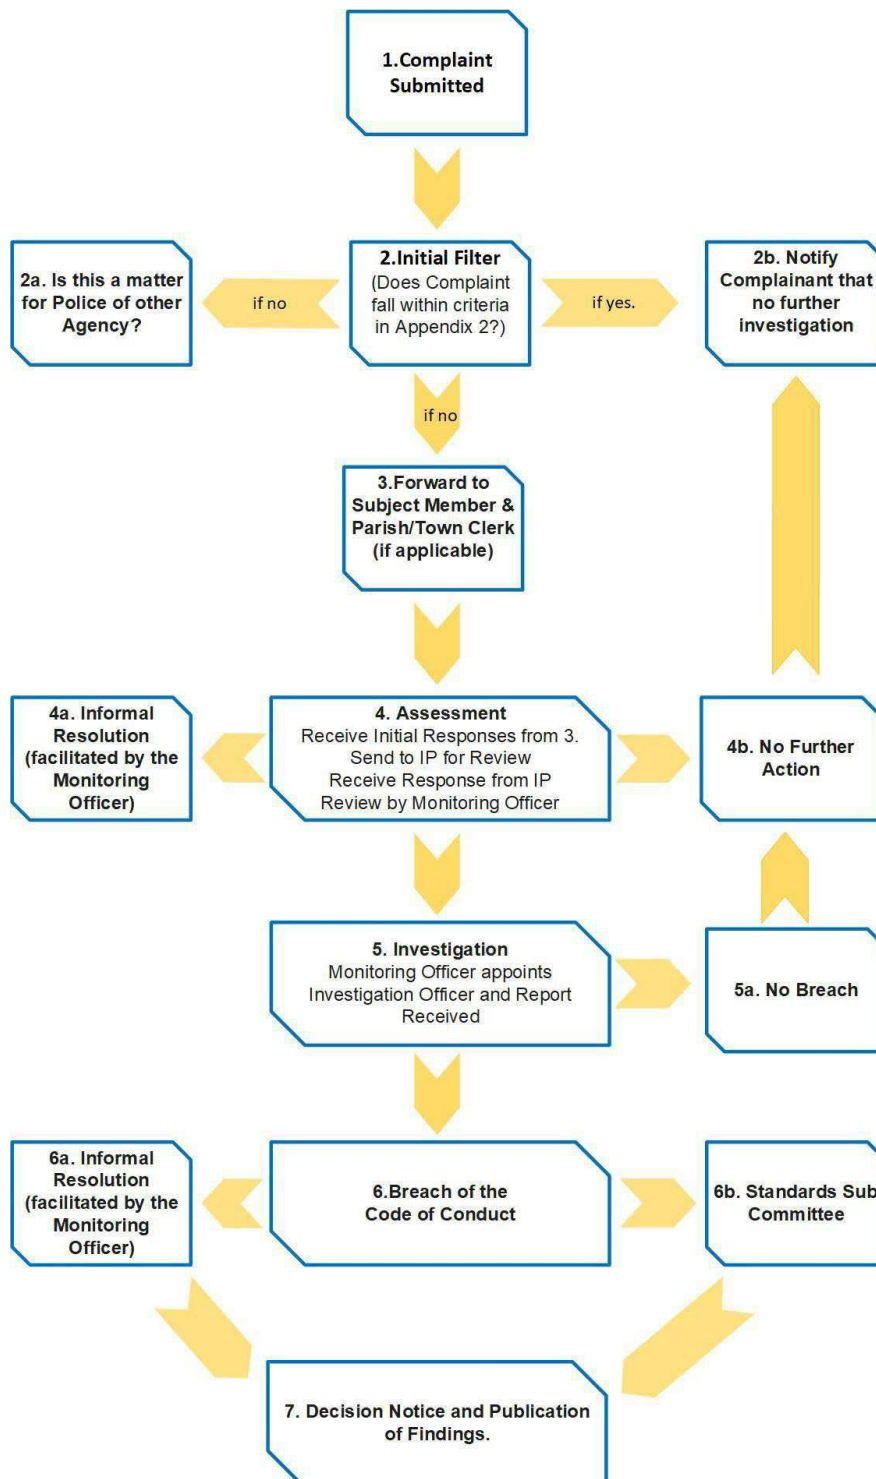 1.Complaint
Submitted
2a. Is this a matter
for Police of other
Agency?
if no
2.Initial Filter
(Does Complaint
fall within criteria
in Appendix 2?)
if yes.
2b. Notify
Complainant that
no further
investigation
if no
3.Forward to
Subject Member &
Parish/Town Clerk
(if applicable)
4a. Informal
Resolution
(facilitated by the
Monitoring
Officer)
4. Assessment
Receive Initial Responses from 3.
Send to IP for Review
Receive Response from IP
Review by Monitoring Officer
4b. No Further
Action
5. Investigation
Monitoring Officer appoints
Investigation Officer and Report
Received
5a. No Breach
6a. Informal
Resolution
(facilitated by the
Monitoring
Officer)
6.Breach of the
Code of Conduct
6b. Standards Sub
Committee
7. Decision Notice and Publication
of Findings.